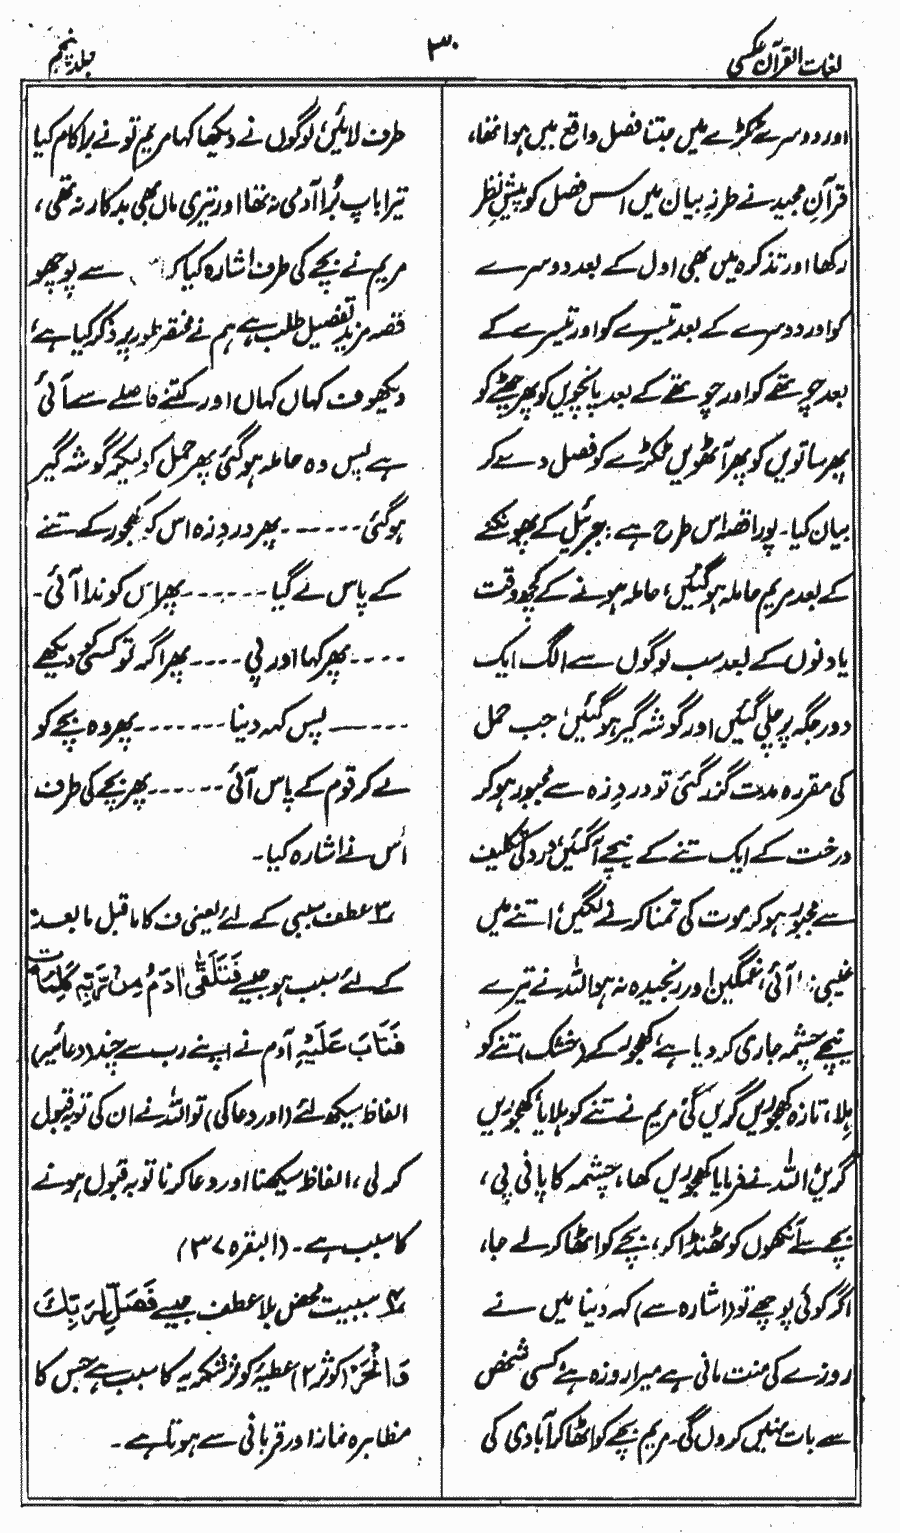 لغات القرآن عکسی
۳۰
جلد پنجم
اور دوسرے ٹکڑے میں جتنا فصل واقع میں ہوا تھا،
قرآنِ مجید نے طرزِ بیان میں اس فصل کو پیشِ نظر
رکھا اور تذکرہ میں بھی اول کے بعد دوسرے
کو اور دوسرے کے بعد تیسرے کو اور تیسرے کے
بعد چوتھے کو اور چوتھے کے بعد پانچویں کو پھر چھٹے کو
پھر ساتویں کو پھر آٹھویں ٹکڑے کو فصل دے کر
بیان کیا۔ پورا قصہ اس طرح ہے : جبرئیل کے پھونکنے
کے بعد مریم حاملہ ہوگئیں، حاملہ ہونے کے کچھ وقت
یا دنوں کے بعد سب لوگوں سے الگ ایک
دور جگہ پر چلی گئیں اور گوشہ گیر ہوگئیں، جب حمل
کی مقررہ مدت گذر گئی تو دردِ زہ سے مجبور ہو کر
درخت کے ایک تنے کے نیچے آگئیں، درد کی تکلیف
سے مجبور ہو کر موت کی تمنا کرنے لگیں، اتنے میں
غیبی ندا آئی، غمگین اور رنجیدہ نہ ہو اللہ نے تیرے
نیچے چشمہ جاری کر دیا ہے، کھجور کے (خشک) تنے کو
ہلا، تازہ کھجوریں گریں گی، مریم نے تنے کو ہلایا، کھجوریں
گریں، اللہ نے فرمایا کھجوریں کھا، چشمہ کا پانی پی،
بچے سے آنکھوں کو ٹھنڈا کر، بچے کو اٹھا کر لے جا،
اگر کوئی پوچھے تو (اشارہ سے) کہہ دینا میں نے
روزے کی منت مانی ہے میرا روزہ ہے، کسی شخص
سے بات نہیں کروں گی۔ مریم بچے کو اٹھا کر آبادی کی
طرف لائیں، لوگوں نے دیکھا کہا مریم تو نے برا کام کیا
تیرا باپ بُرا آدمی نہ تھا اور تیری ماں بھی بدکار نہ تھی،
مریم نے بچے کی طرف اشارہ کیا کہ سے پوچھو
قصہ مزید تفصیل طلب ہے ہم نے مختصر طور پر ذکر کیا ہے،
دیکھو ف کہاں کہاں اور کتنے فاصلے سے آئی
ہے پس وہ حاملہ ہوگئی پھر حمل کو لیکر گوشہ گیر
ہوگئی۔۔۔۔۔۔ پھر دردِ زہ اس کو کھجور کے تنے
کے پاس لے گیا ۔۔۔۔۔۔ پھر اس کو ندا آئی۔
۔۔۔۔ پھر کہا اور پی ۔۔۔۔ پھر اگر تو کسی کو دیکھے
۔۔۔۔۔ پس کہہ دینا ۔۔۔۔۔۔۔ پھر وہ بچے کو
لے کر قوم کے پاس آئی ۔۔۔۔۔۔ پھر بچے کی طرف
اُس نے اشارہ کیا۔
۳ عطف سببی کے لئے یعنی ف کا ماقبل مابعد
کے لئے سبب ہو جیسے فَتَلَقّٰى اٰدَمُ مِنْ رَّبِّهٖ كَلِمَاتٍ
فَتَابَ عَلَيْهِ آدم نے اپنے رب سے چند (دعائیہ)
الفاظ سیکھ لئے (اور دعا کی) تو اللہ نے ان کی توبہ قبول
کر لی، الفاظ سیکھنا اور دعا کرنا توبہ قبول ہونے
کا سبب ہے۔ (البقرہ ۳۷)
۴ سببیت محض بلا عطف جیسے فَصَلِّ لِرَبِّكَ
وَانْحَرْ (کوثر ۲) عطیۂ کوثر شکریہ کا سبب ہے جس کا
مظاہرہ نماز اور قربانی سے ہوتا ہے۔